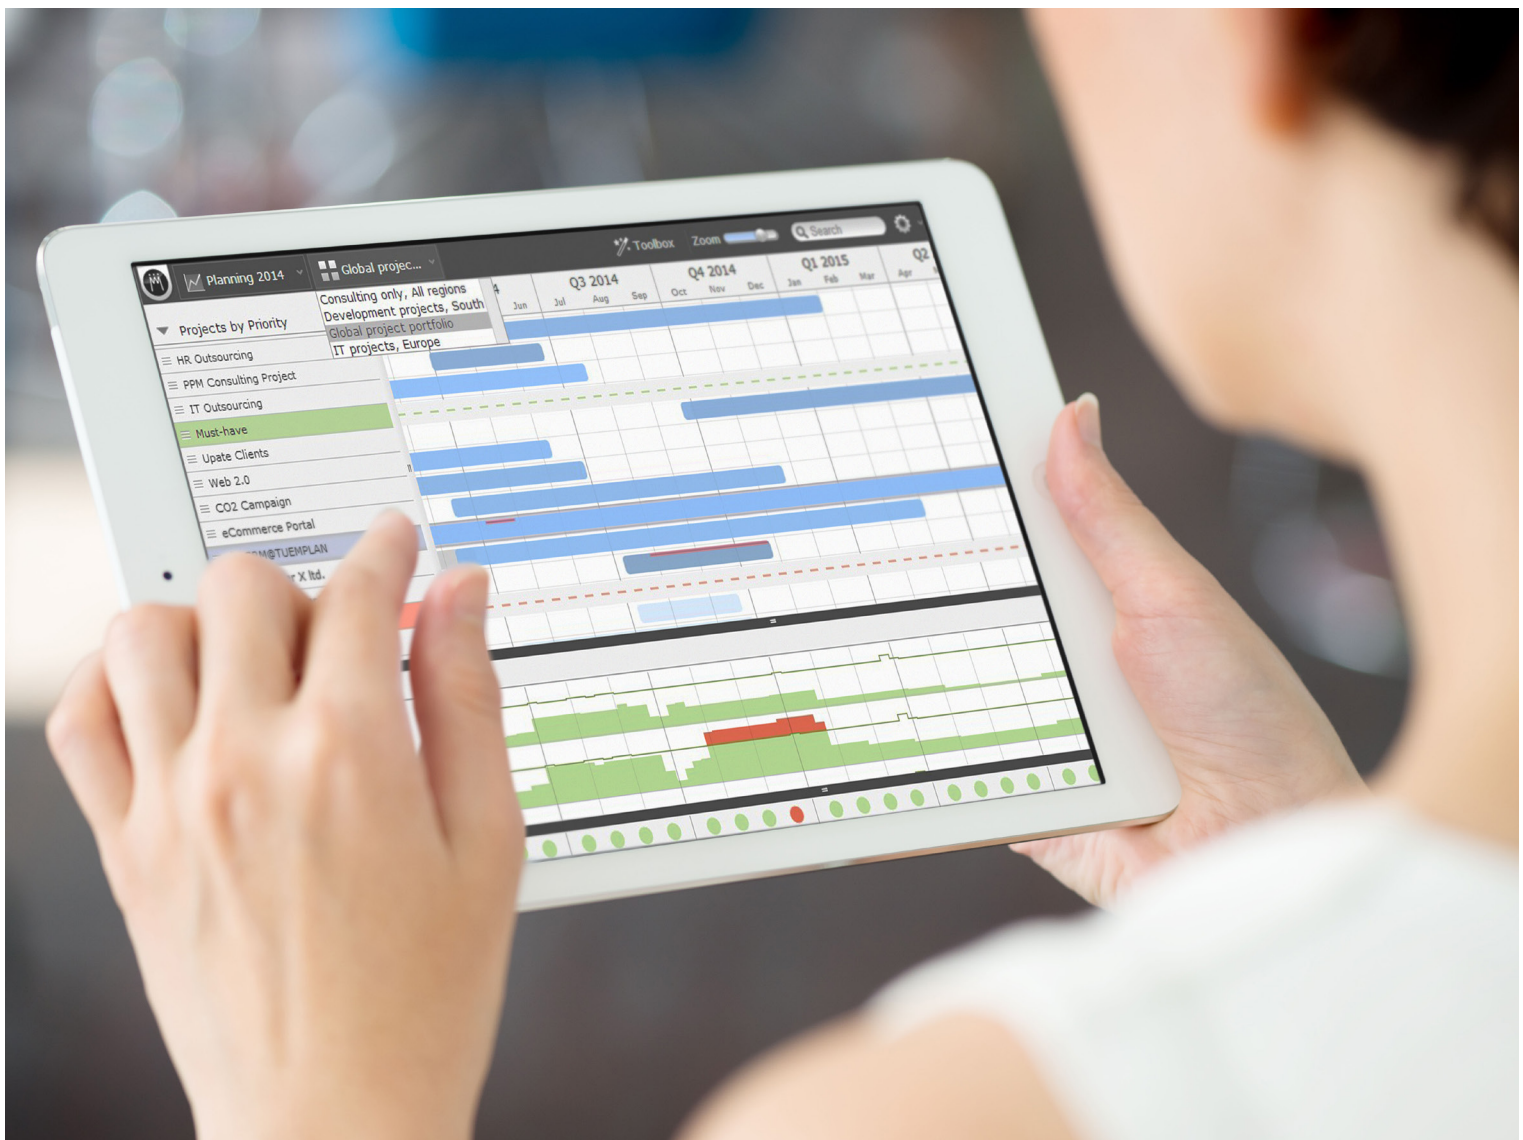 Planning 2014
Global projec...
Toolbox
Zoom
Search
Consulting only, All regions
Development projects, South
Global project portfolio
IT projects, Europe
4
Q3 2014
Q4 2014
Q1 2015
Q2
Jun
Jul
Aug
Sep
Oct
Nov
Dec
Jan
Feb
Mar
Apr
Projects by Priority
HR Outsourcing
PPM Consulting Project
IT Outsourcing
Must-have
Upate Clients
Web 2.0
CO2 Campaign
eCommerce Portal
@TUEMPLAN
X ltd.